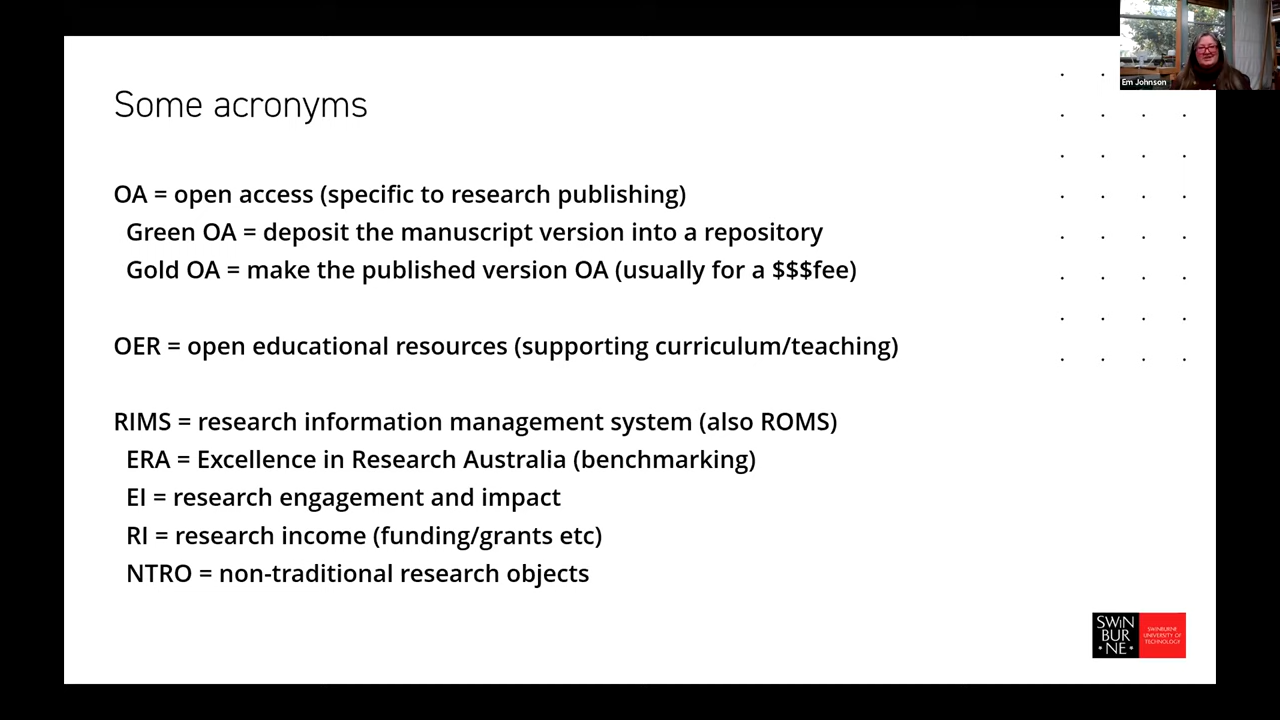 Em Johnson
Some acronyms
OA = open access (specific to research publishing)
Green OA = deposit the manuscript version into a repository
Gold OA = make the published version OA (usually for a $$$fee)
OER = open educational resources (supporting curriculum/teaching)
RIMS = research information management system (also ROMS)
ERA = Excellence in Research Australia (benchmarking)
EI = research engagement and impact
RI = research income (funding/grants etc)
NTRO = non-traditional research objects
SWIN
BUR
*NE*
SWINBURNE
UNIVERSITY OF
TECHNOLOGY